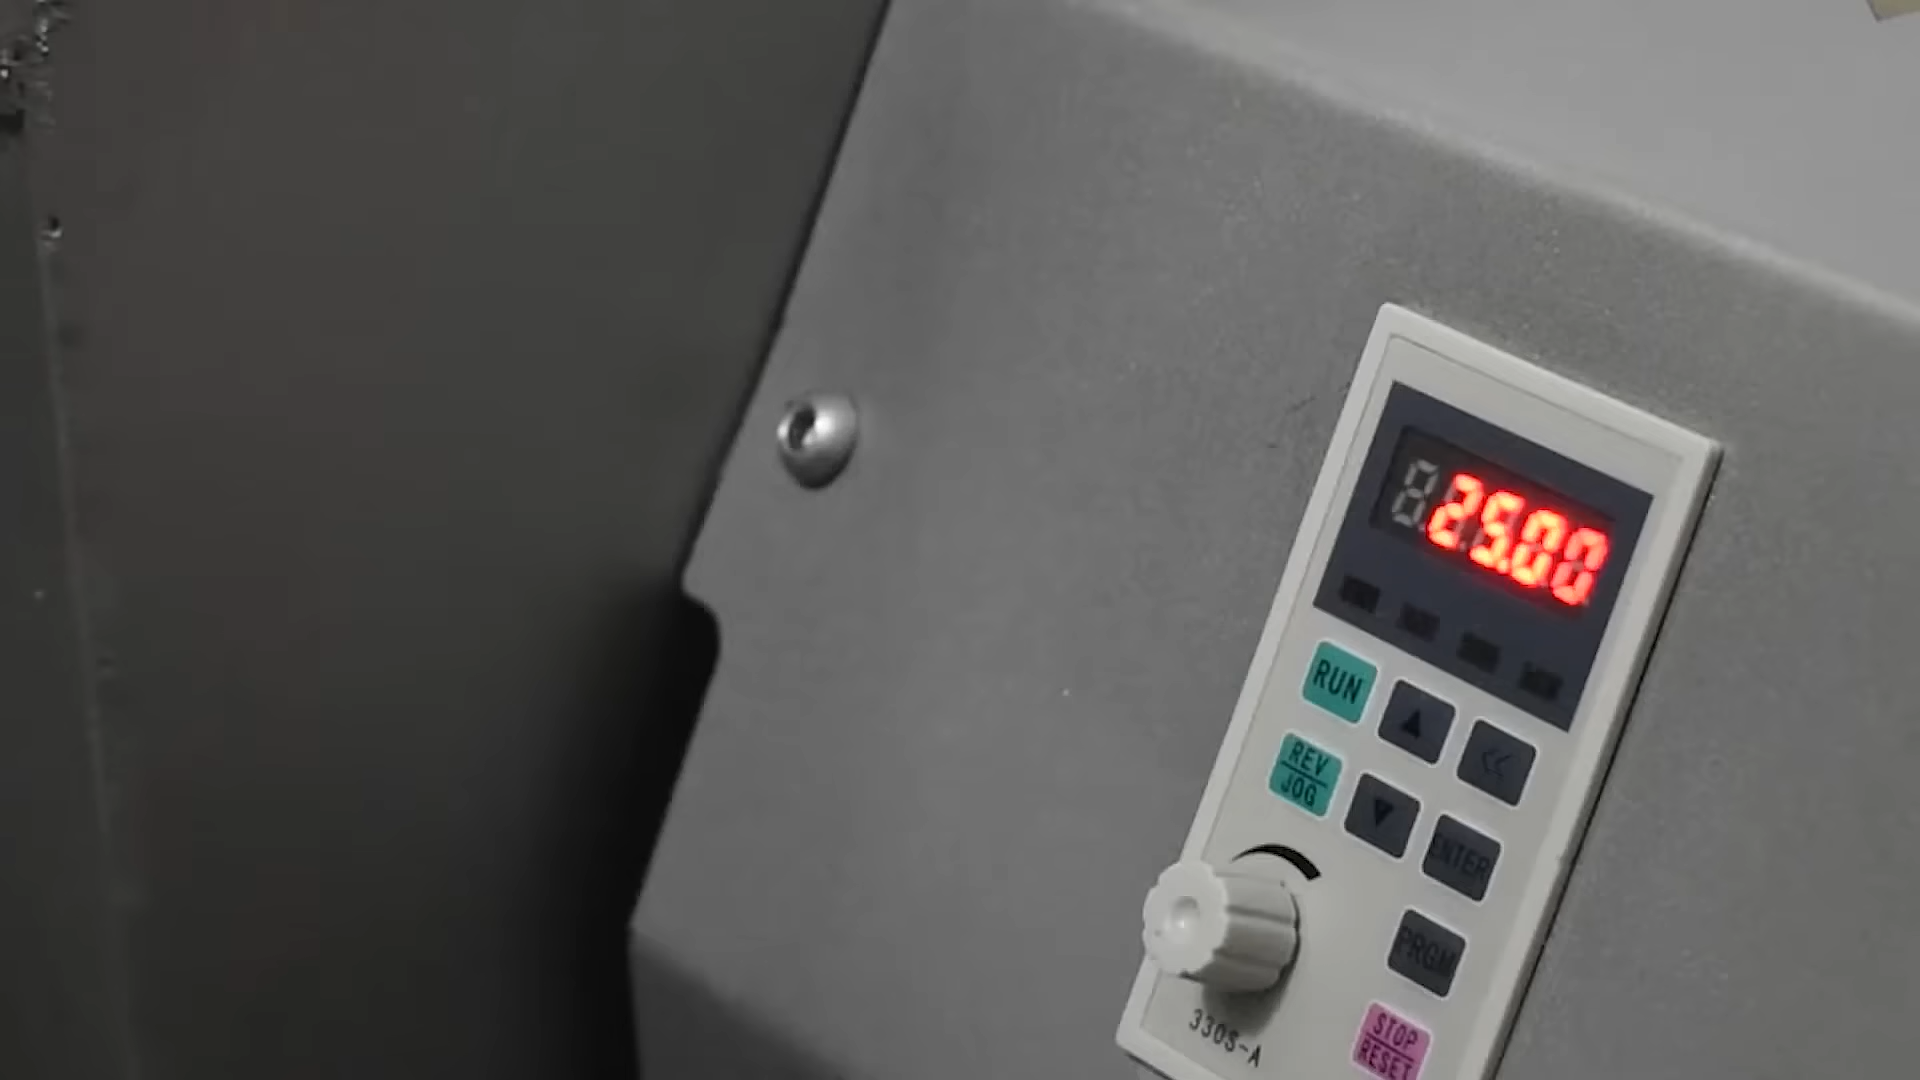 25.00
RUN
▲
<<
REV
JOG
▼
ENTER
PRGM
330S-A
STOP
RESET